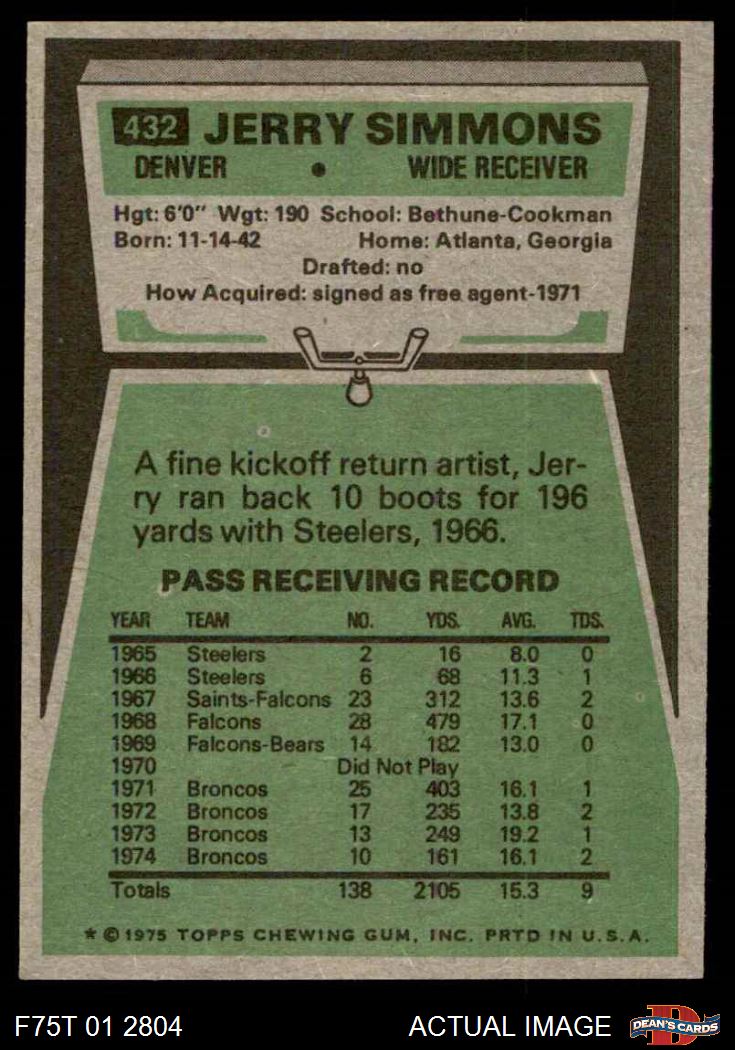 432 JERRY SIMMONS
DENVER • WIDE RECEIVER
Hgt: 6'0" Wgt: 190 School: Bethune-Cookman
Born: 11-14-42 Home: Atlanta, Georgia
Drafted: no
How Acquired: signed as free agent-1971
A fine kickoff return artist, Jer-
ry ran back 10 boots for 196
yards with Steelers, 1966.
PASS RECEIVING RECORD
YEAR TEAM NO. YDS. AVG. TDS.
1965 Steelers 2 16 8.0 0
1966 Steelers 6 68 11.3 1
1967 Saints-Falcons 23 312 13.6 2
1968 Falcons 28 479 17.1 0
1969 Falcons-Bears 14 182 13.0 0
1970 Did Not Play
1971 Broncos 25 403 16.1 1
1972 Broncos 17 235 13.8 2
1973 Broncos 13 249 19.2 1
1974 Broncos 10 161 16.1 2
Totals 138 2105 15.3 9
* © 1975 TOPPS CHEWING GUM, INC. PRTD IN U.S.A.
F75T 01 2804 ACTUAL IMAGE D DEAN'S CARDS